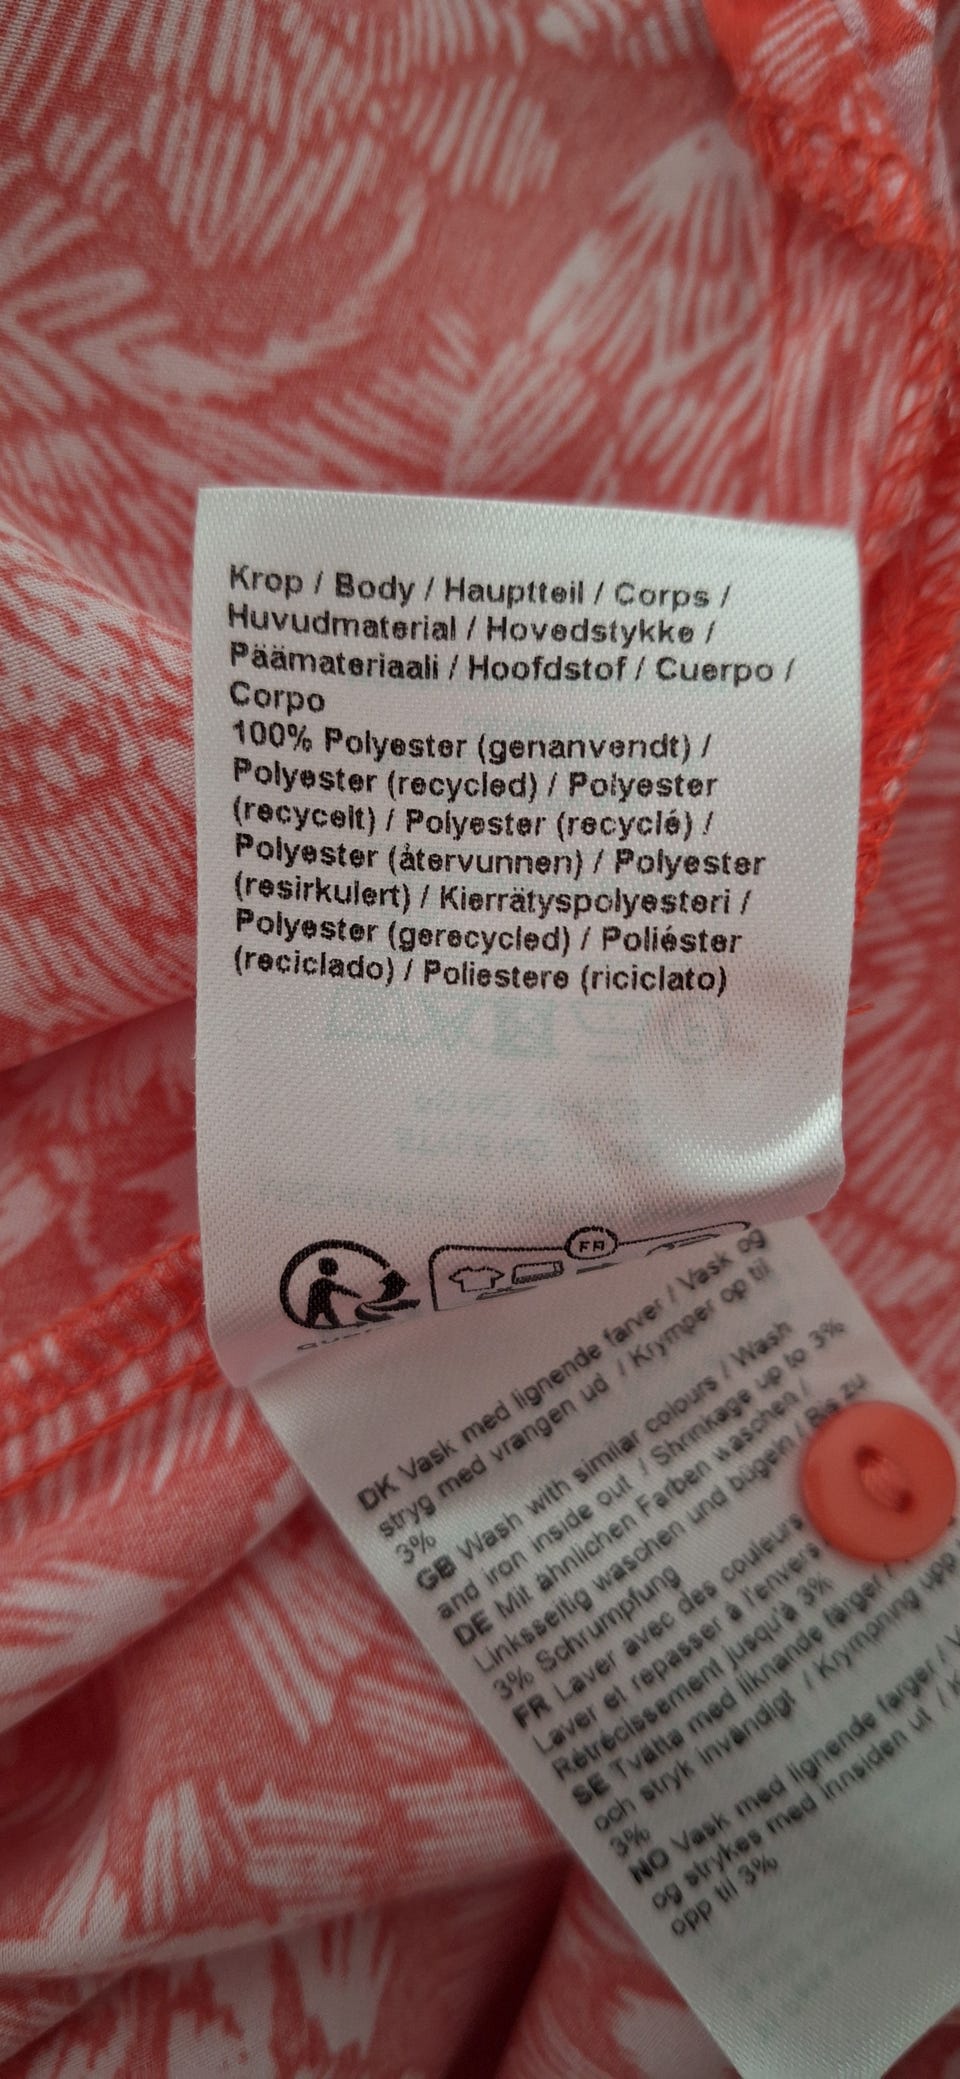 Krop / Body / Hauptteil / Corps /
Huvudmaterial / Hovedstykke /
Päämateriaali / Hoofdstof / Cuerpo /
Corpo
100% Polyester (genanvendt) /
Polyester (recycled) / Polyester
(recycelt) / Polyester (recyclé) /
Polyester (återvunnen) / Polyester
(resirkulert) / Kierrätyspolyesteri /
Polyester (gerecycled) / Poliéster
(reciclado) / Poliestere (riciclato)
FR
DK Vask med lignende farver / Vask og
stryg med vrangen ud / Krymper op til
3%
GB Wash with similar colours / Wash
and iron inside out / Shrinkage up to 3%
DE Mit ähnlichen Farben waschen /
Linksseitig waschen und bügeln / Bis zu
3% Schrumpfung
FR Laver avec des couleurs
Laver et repasser à l'envers
Rétrécissement jusqu'à 3%
SE Tvätta med liknande färger /
och stryk invändigt / Krympning upp
3%
NO Vask med lignende farger /
og strykes med innsiden ut /
opp til 3%